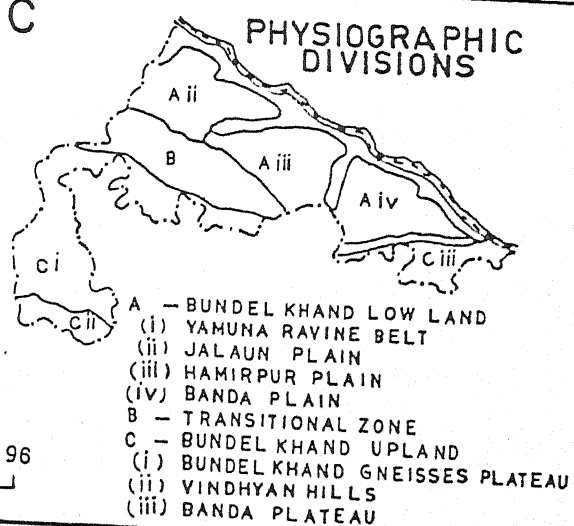 C
PHYSIOGRAPHIC
DIVISIONS
A ii
B
A iii
A iv
C i
C ii
C iii
A — BUNDEL KHAND LOW LAND
(i) YAMUNA RAVINE BELT
(ii) JALAUN PLAIN
(iii) HAMIRPUR PLAIN
(iv) BANDA PLAIN
B — TRANSITIONAL ZONE
C — BUNDEL KHAND UPLAND
(i) BUNDEL KHAND GNEISSES PLATEAU
(ii) VINDHYAN HILLS
(iii) BANDA PLATEAU
96